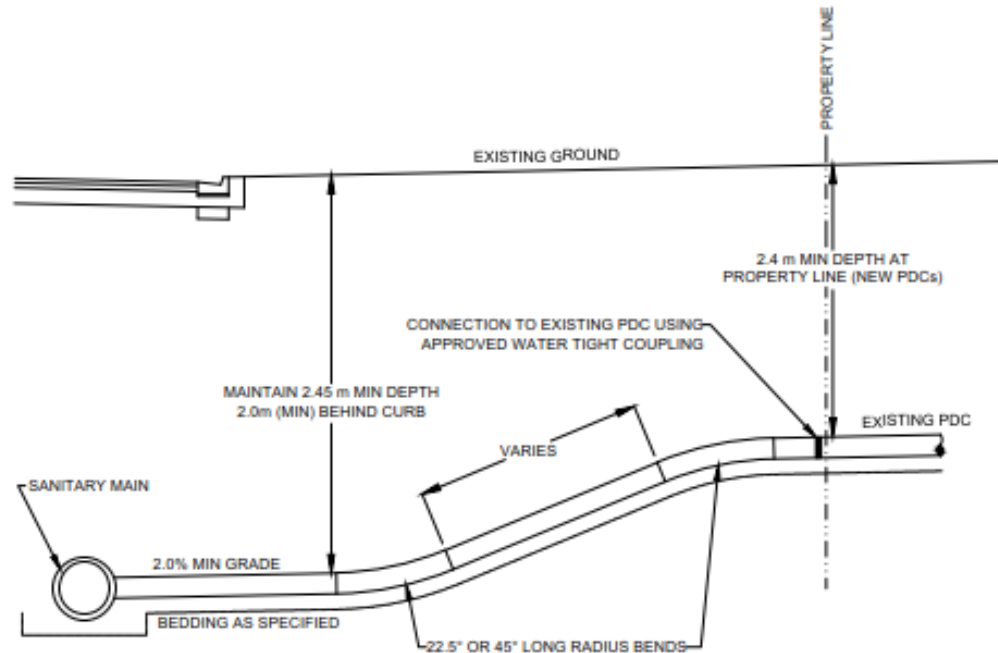 PROPERTY LINE
EXISTING GROUND
2.4 m MIN DEPTH AT
PROPERTY LINE (NEW PDCs)
CONNECTION TO EXISTING PDC USING
APPROVED WATER TIGHT COUPLING
MAINTAIN 2.45 m MIN DEPTH
2.0m (MIN) BEHIND CURB
EXISTING PDC
VARIES
SANITARY MAIN
2.0% MIN GRADE
BEDDING AS SPECIFIED
22.5° OR 45° LONG RADIUS BENDS